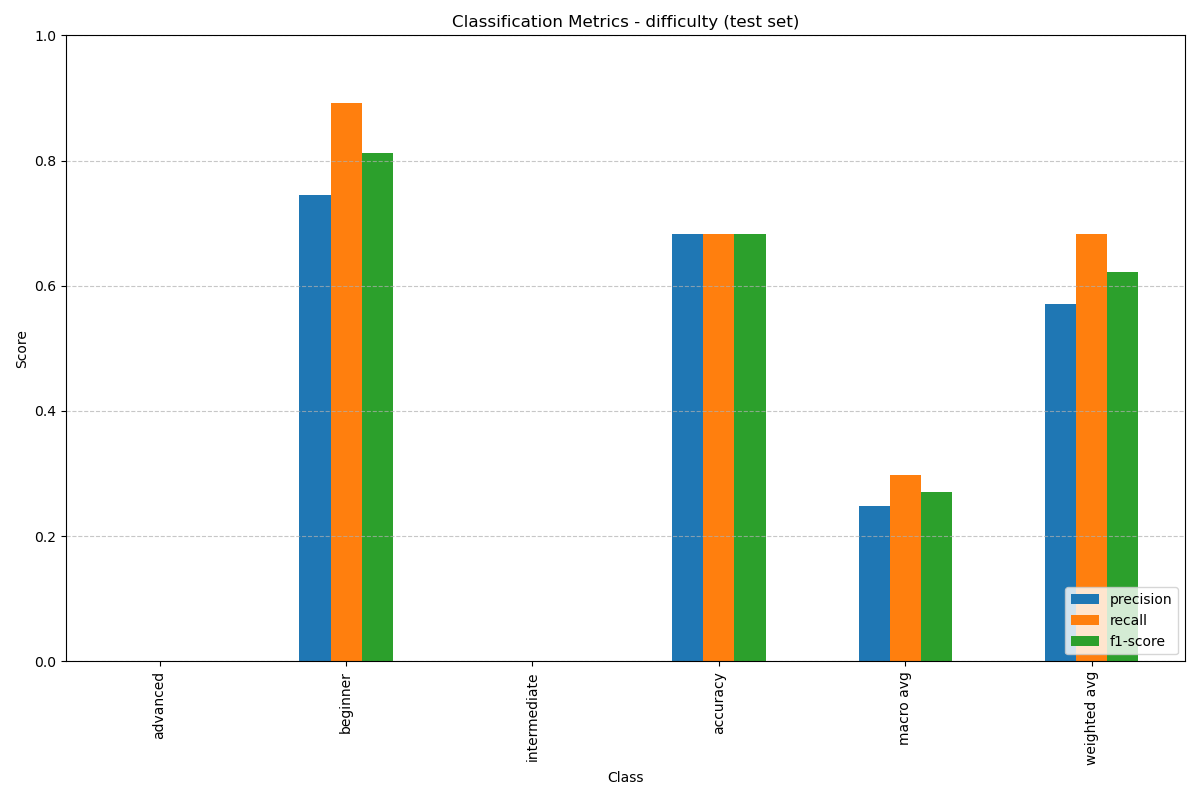 Classification Metrics - difficulty (test set)
1.0
0.8
0.6
0.4
0.2
0.0
Score
advanced
beginner
intermediate
accuracy
macro avg
weighted avg
Class
precision
recall
f1-score